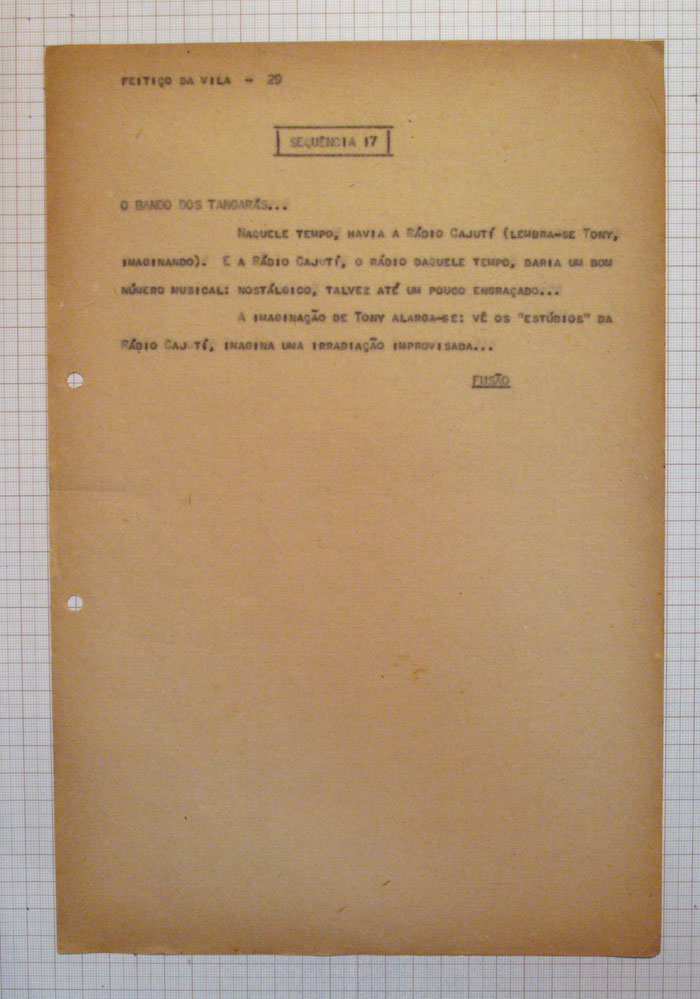 FEITIÇO DA VILA - 29
SEQUÊNCIA 17
O BANDO DOS TANGARÁS...
NAQUELE TEMPO, HAVIA A RÁDIO CAJUTÍ (LEMBRA-SE TONY,
IMAGINANDO). E A RÁDIO CAJUTÍ, O RÁDIO DAQUELE TEMPO, DARIA UM BOM
NÚMERO MUSICAL: NOSTÁLGICO, TALVEZ ATÉ UM POUCO ENGRAÇADO...
A IMAGINAÇÃO DE TONY ALARGA-SE: VÊ OS "ESTÚDIOS" DA
RÁDIO CAJUTÍ, IMAGINA UMA IRRADIAÇÃO IMPROVISADA...
FUSÃO